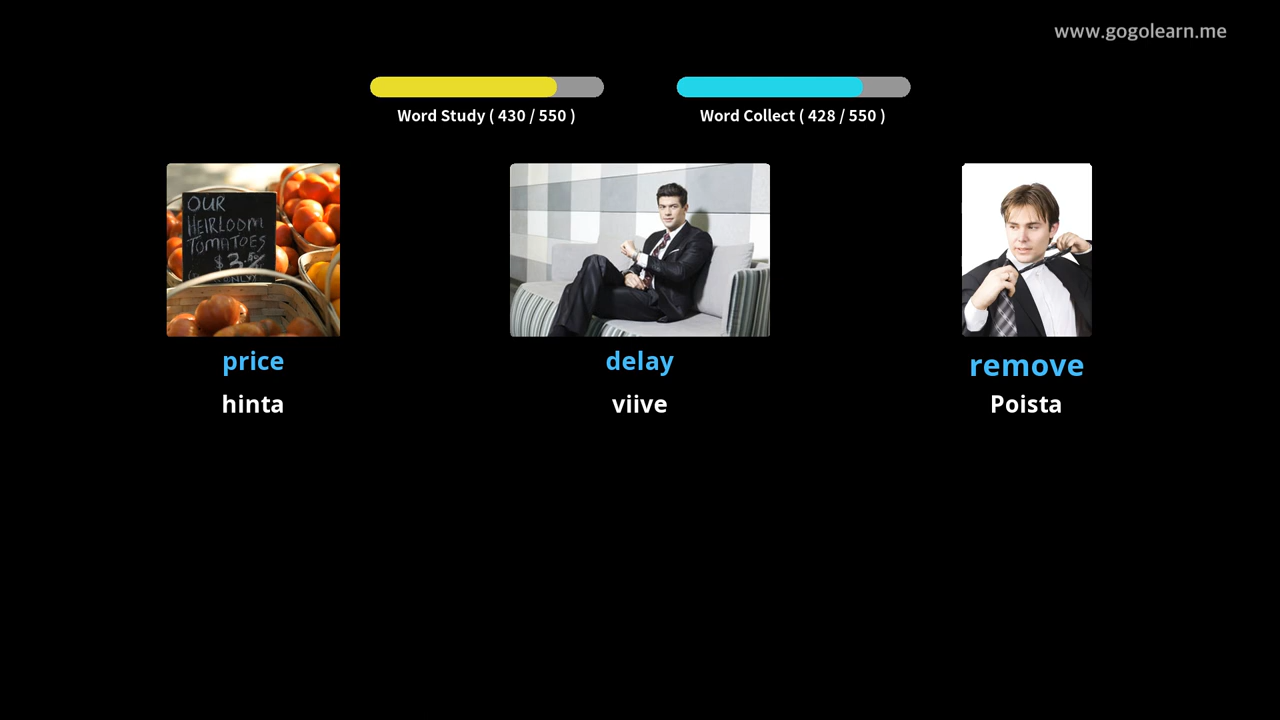 www.gogolearn.me
Word Study ( 430 / 550 )
Word Collect ( 428 / 550 )
OUR
HEIRLOOM
TOMATOES
price
delay
remove
hinta
viive
Poista